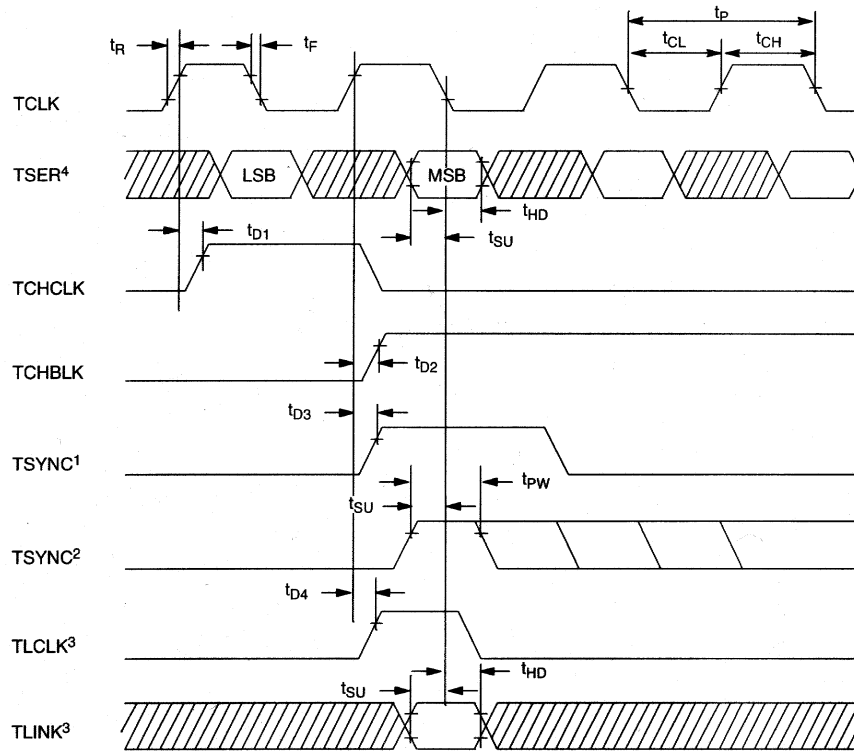 tP
tR
tF
tCL
tCH
TCLK
TSER⁴
LSB
MSB
tHD
tD1
tSU
TCHCLK
TCHBLK
tD2
tD3
TSYNC¹
tPW
tSU
TSYNC²
tD4
TLCLK³
tHD
tSU
TLINK³